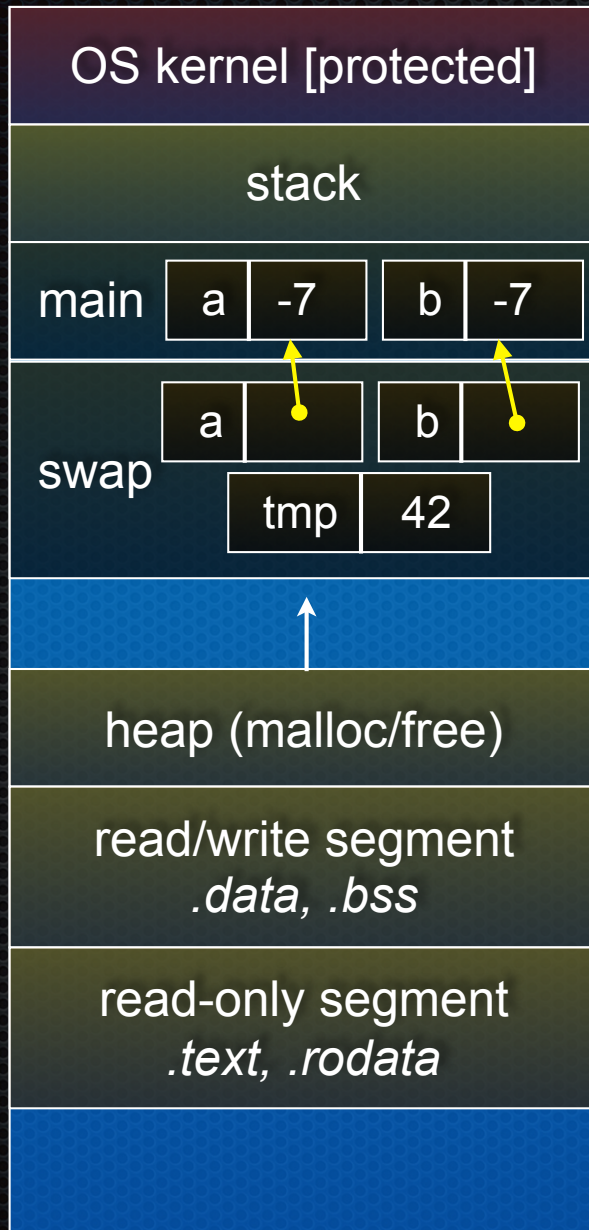 OS kernel [protected]
stack
main a -7 b -7
a b
swap
tmp 42
heap (malloc/free)
read/write segment
.data, .bss
read-only segment
.text, .rodata